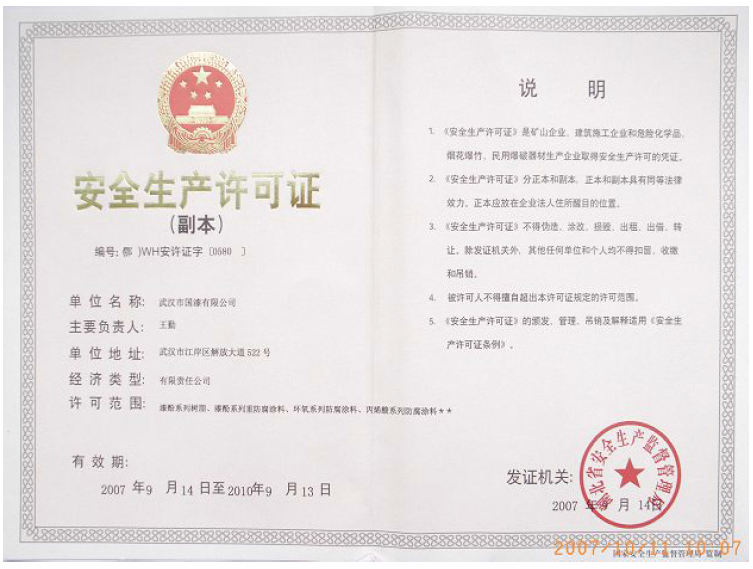 安全生产许可证
(副本)
编号:(鄂 )WH安许证字〔0580 〕
单位名称: 武汉市国漆有限公司
主要负责人: 王勤
单位地址: 武汉市江岸区解放大道522号
经济类型: 有限责任公司
许可范围: 漆酚系列树脂、漆酚系列重防腐涂料、环氧系列防腐涂料、丙烯酸系列防腐涂料**
有效期:
2007 年9 月14 日至2010年9 月13 日
说 明
1. 《安全生产许可证》是矿山企业、建筑施工企业和危险化学品、
烟花爆竹、民用爆破器材生产企业取得安全生产许可的凭证。
2. 《安全生产许可证》分正本和副本，正本和副本具有同等法律
效力。正本应放在企业法人住所醒目的位置。
3. 《安全生产许可证》不得伪造、涂改、损毁、出租、出借、转
让。除发证机关外，其他任何单位和个人均不得扣留、收缴
和吊销。
4. 被许可人不得擅自超出本许可证规定的许可范围。
5. 《安全生产许可证》的颁发、管理、吊销及解释适用《安全生
产许可证条例》。
发证机关:
湖北省安全生产监督管理局
2007 年9 月 14日
2007/10/11 10:07
国家安全生产监督管理局 监制